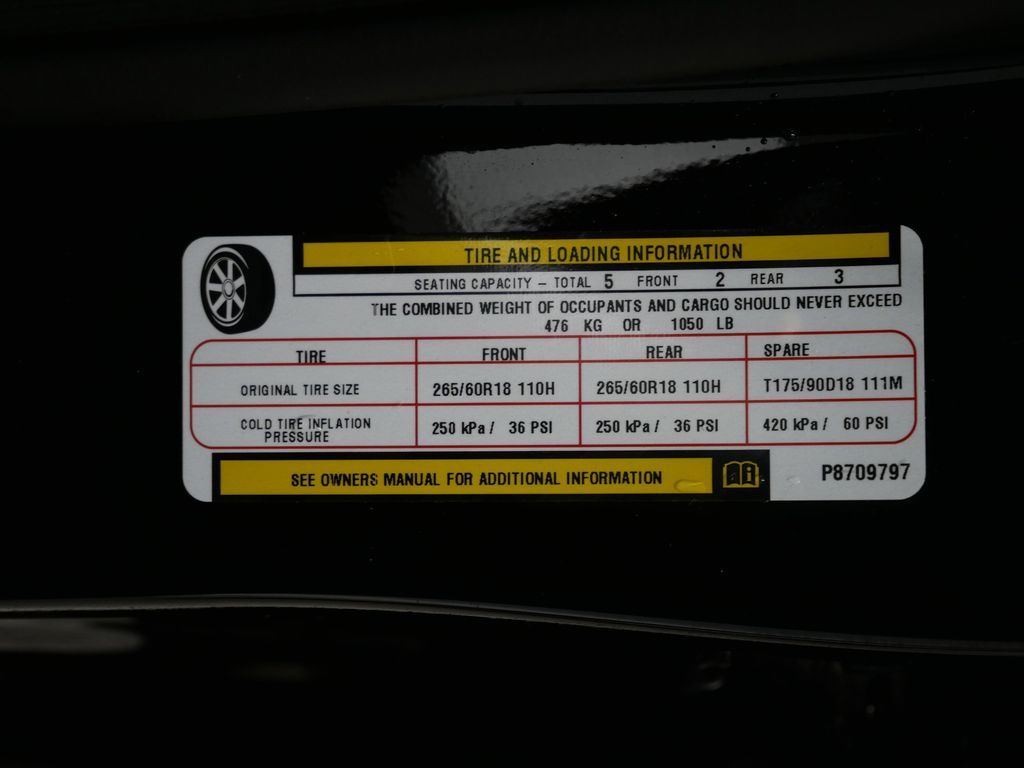 TIRE AND LOADING INFORMATION
SEATING CAPACITY – TOTAL 5 FRONT 2 REAR 3
THE COMBINED WEIGHT OF OCCUPANTS AND CARGO SHOULD NEVER EXCEED
476 KG OR 1050 LB
TIRE FRONT REAR SPARE
ORIGINAL TIRE SIZE 265/60R18 110H 265/60R18 110H T175/90D18 111M
COLD TIRE INFLATION PRESSURE 250 kPa / 36 PSI 250 kPa / 36 PSI 420 kPa / 60 PSI
SEE OWNERS MANUAL FOR ADDITIONAL INFORMATION
P8709797